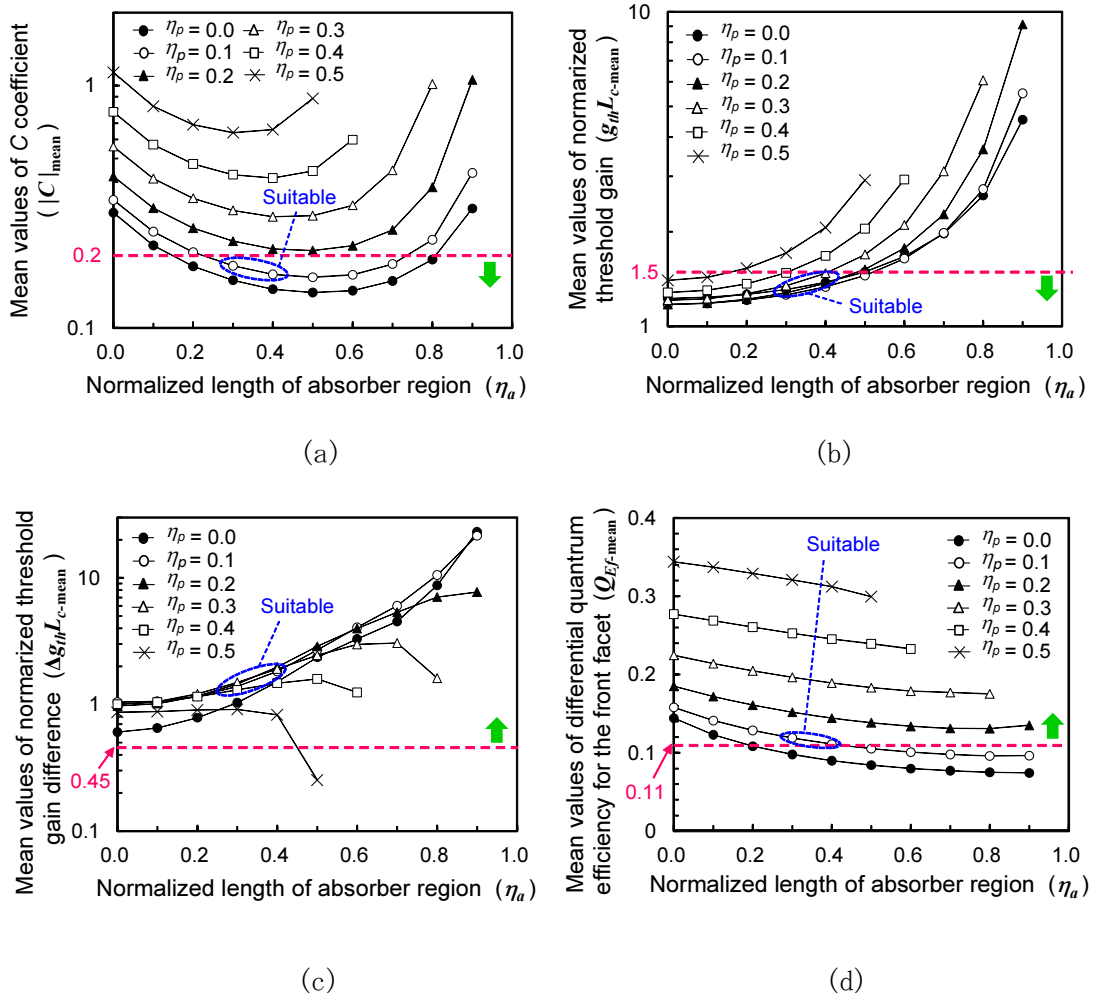 Mean values of C coefficient
( |C|mean )
ηp = 0.0
ηp = 0.1
ηp = 0.2
ηp = 0.3
ηp = 0.4
ηp = 0.5
1
0.2
0.1
Suitable
0.0 0.2 0.4 0.6 0.8 1.0
Normalized length of absorber region (ηa)
(a)
Mean values of normarized
threshold gain (gthLc-mean)
ηp = 0.0
ηp = 0.1
ηp = 0.2
ηp = 0.3
ηp = 0.4
ηp = 0.5
10
1.5
1
Suitable
0.0 0.2 0.4 0.6 0.8 1.0
Normalized length of absorber region (ηa)
(b)
Mean values of normarized threshold
gain difference (ΔgthLc-mean)
ηp = 0.0
ηp = 0.1
ηp = 0.2
ηp = 0.3
ηp = 0.4
ηp = 0.5
10
1
0.45
0.1
Suitable
0.0 0.2 0.4 0.6 0.8 1.0
Normalized length of absorber region (ηa)
(c)
Mean values of differential quantrum
efficiency for the front facet (QEf-mean)
Suitable
ηp = 0.0
ηp = 0.1
ηp = 0.2
ηp = 0.3
ηp = 0.4
ηp = 0.5
0.4
0.3
0.2
0.1
0.11
0
0.0 0.2 0.4 0.6 0.8 1.0
Normalized length of absorber region (ηa)
(d)